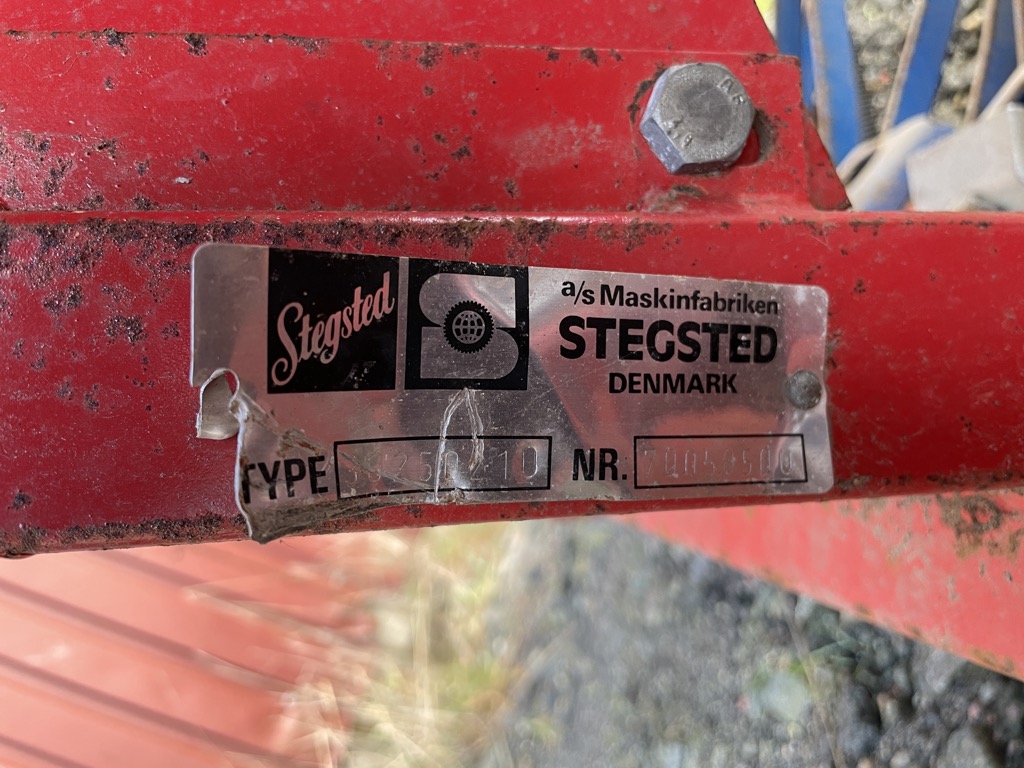 Stegsted
a/s Maskinfabriken
STEGSTED
DENMARK
TYPE
NR.